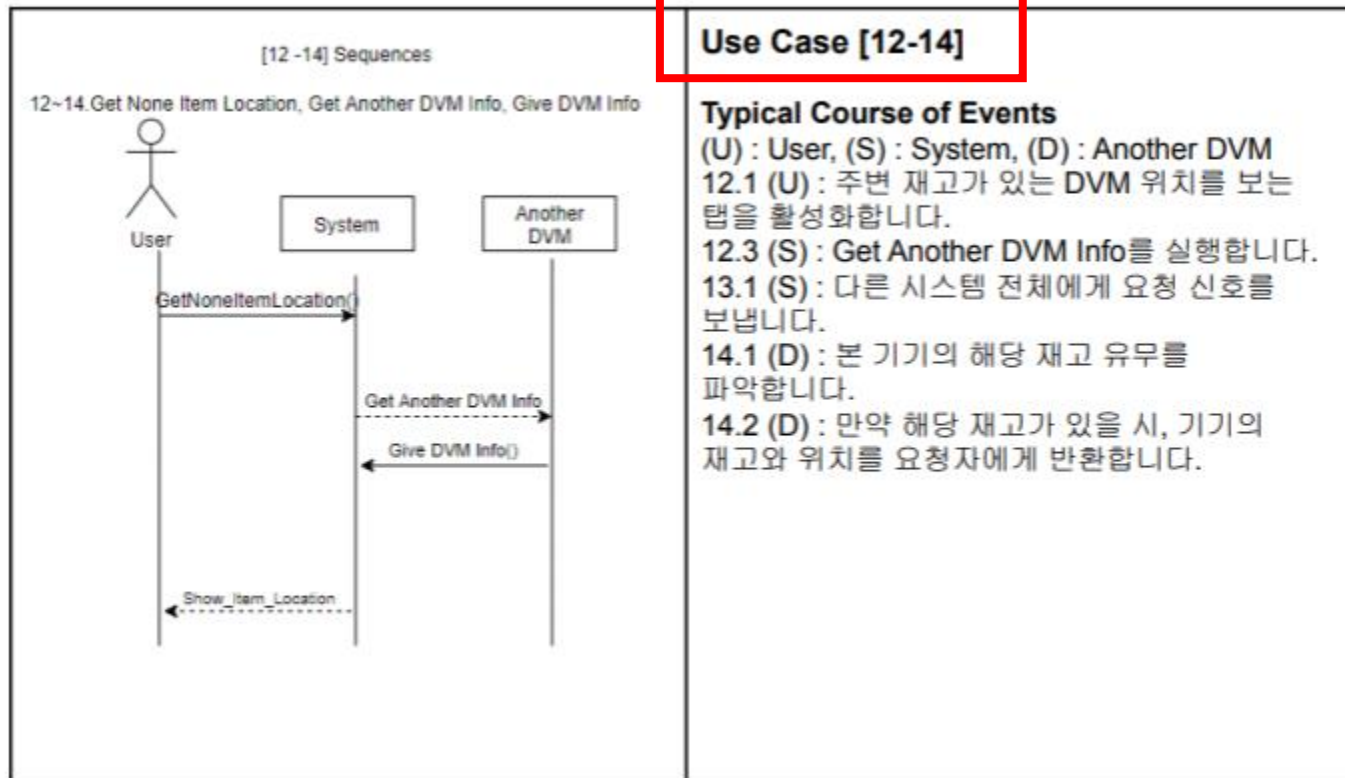 [12 -14] Sequences
12~14.Get None Item Location, Get Another DVM Info, Give DVM Info
User
System
Another
DVM
GetNoneItemLocation()
Get Another DVM Info
Give DVM Info()
Show_Item_Location
Use Case [12-14]
Typical Course of Events
(U) : User, (S) : System, (D) : Another DVM
12.1 (U) : 주변 재고가 있는 DVM 위치를 보는
탭을 활성화합니다.
12.3 (S) : Get Another DVM Info를 실행합니다.
13.1 (S) : 다른 시스템 전체에게 요청 신호를
보냅니다.
14.1 (D) : 본 기기의 해당 재고 유무를
파악합니다.
14.2 (D) : 만약 해당 재고가 있을 시, 기기의
재고와 위치를 요청자에게 반환합니다.